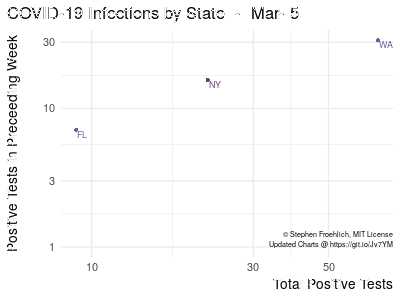 COVID-19 Infections by State - Mar 5
Positive Tests in Preceeding Week
30
10
3
1
WA
NY
FL
© Stephen Froehlich, MIT License
Updated Charts @ https://git.io/Jv7YM
10
30
50
Total Positive Tests